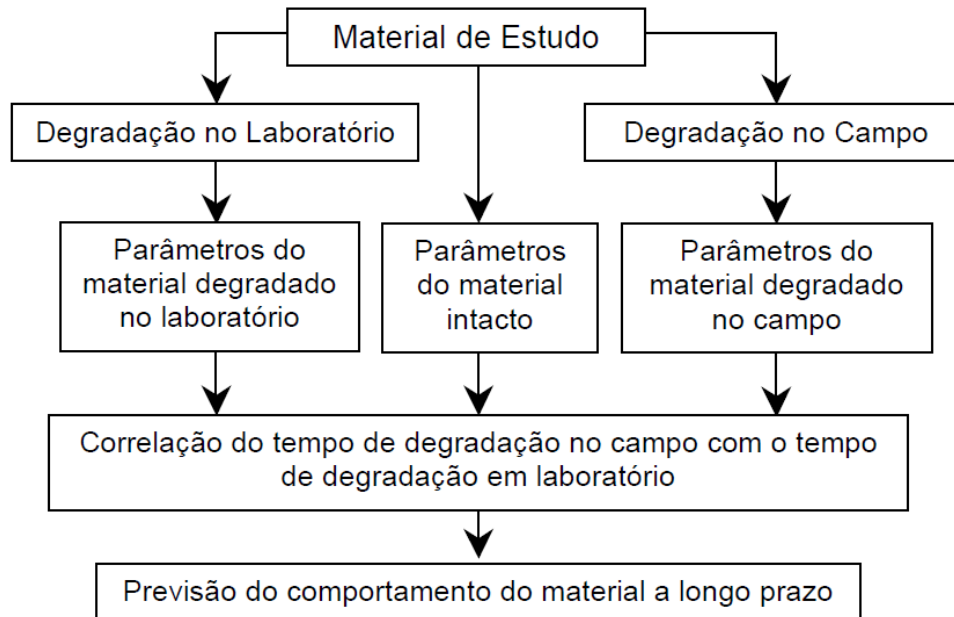 Material de Estudo
Degradação no Laboratório
Degradação no Campo
Parâmetros do
material degradado
no laboratório
Parâmetros
do material
intacto
Parâmetros do
material degradado
no campo
Correlação do tempo de degradação no campo com o tempo
de degradação em laboratório
Previsão do comportamento do material a longo prazo